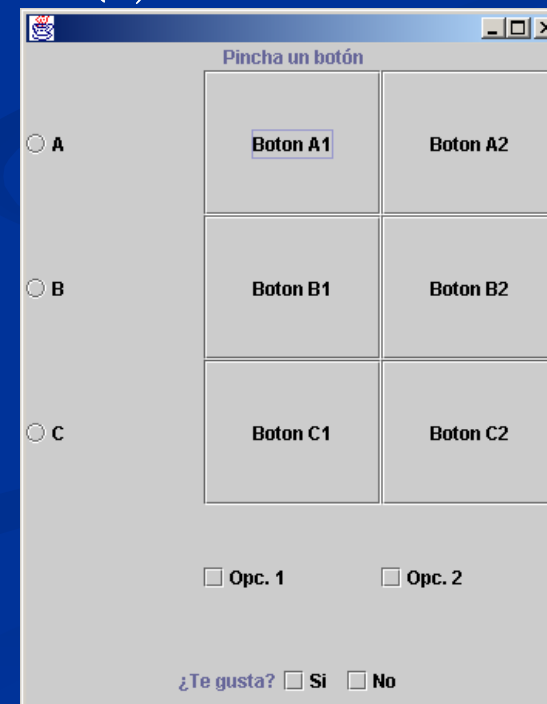 Pincha un botón
A Boton A1 Boton A2
B Boton B1 Boton B2
C Boton C1 Boton C2
Opc. 1 Opc. 2
¿Te gusta? Si No